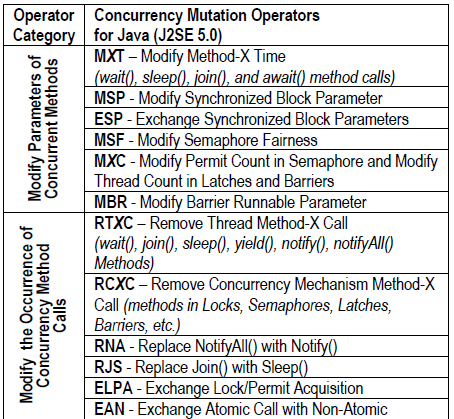 Operator
Category
Concurrency Mutation Operators
for Java (J2SE 5.0)
Modify Parameters of
Concurrent Methods
MXT – Modify Method-X Time
(wait(), sleep(), join(), and await() method calls)
MSP - Modify Synchronized Block Parameter
ESP - Exchange Synchronized Block Parameters
MSF - Modify Semaphore Fairness
MXC - Modify Permit Count in Semaphore and Modify
Thread Count in Latches and Barriers
MBR - Modify Barrier Runnable Parameter
Modify the Occurrence of
Concurrency Method
Calls
RTXC – Remove Thread Method-X Call
(wait(), join(), sleep(), yield(), notify(), notifyAll()
Methods)
RCXC – Remove Concurrency Mechanism Method-X
Call (methods in Locks, Semaphores, Latches,
Barriers, etc.)
RNA - Replace NotifyAll() with Notify()
RJS - Replace Join() with Sleep()
ELPA - Exchange Lock/Permit Acquisition
EAN - Exchange Atomic Call with Non-Atomic